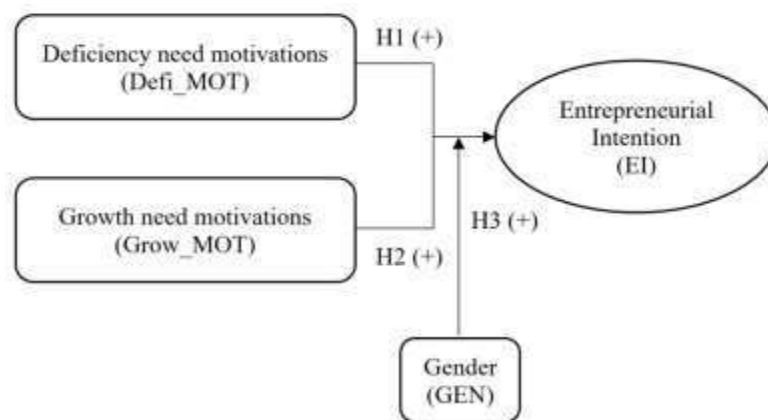 Deficiency need motivations
(Defi_MOT)
H1 (+)
Entrepreneurial
Intention
(EI)
Growth need motivations
(Grow_MOT)
H2 (+)
H3 (+)
Gender
(GEN)